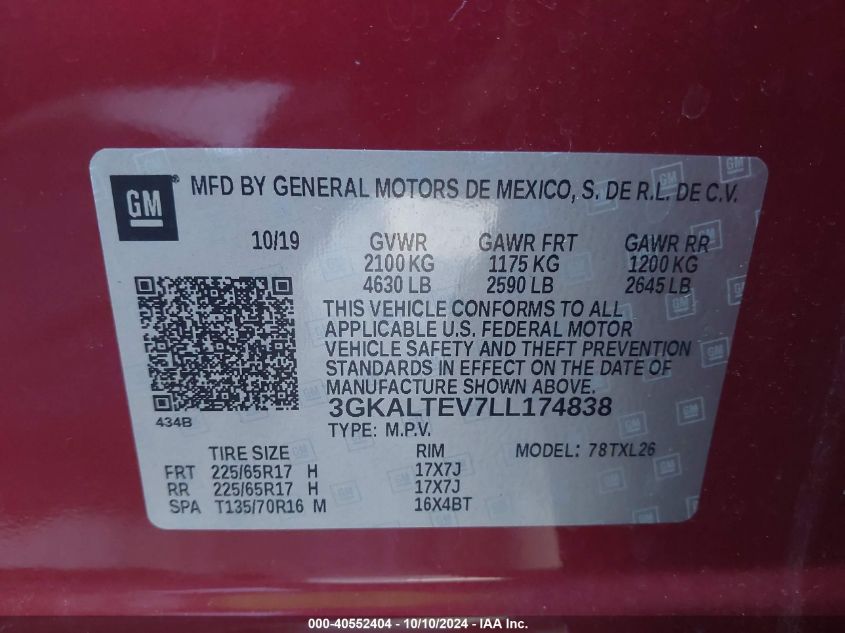 GM ® MFD BY GENERAL MOTORS DE MEXICO, S. DE R.L. DE C.V.
10/19 GVWR GAWR FRT GAWR RR
2100 KG 1175 KG 1200 KG
4630 LB 2590 LB 2645 LB
THIS VEHICLE CONFORMS TO ALL
APPLICABLE U.S. FEDERAL MOTOR
VEHICLE SAFETY AND THEFT PREVENTION
STANDARDS IN EFFECT ON THE DATE OF
MANUFACTURE SHOWN ABOVE.
434B
3GKALTEV7LL174838
TYPE: M.P.V.
TIRE SIZE RIM MODEL: 78TXL26
FRT 225/65R17 H 17X7J
RR 225/65R17 H 17X7J
SPA T135/70R16 M 16X4BT
000-40552404 - 10/10/2024 - IAA Inc.